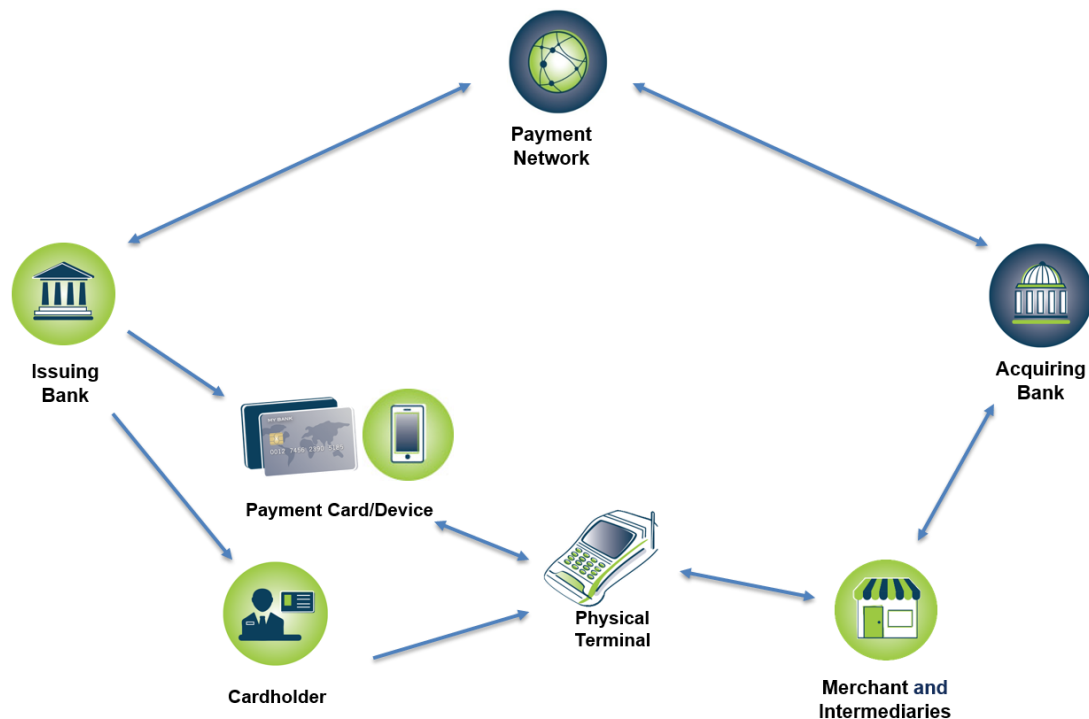 Payment
Network
Issuing
Bank
Acquiring
Bank
MY BANK
Payment Card/Device
Physical
Terminal
Cardholder
Merchant and
Intermediaries